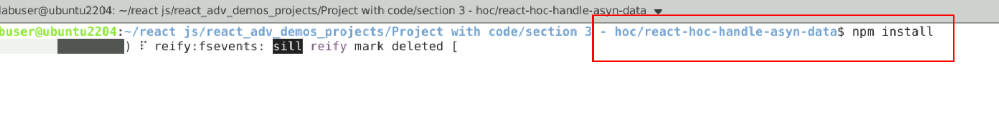 labuser@ubuntu2204: ~/react js/react_adv_demos_projects/Project with code/section 3 - hoc/react-hoc-handle-asyn-data
buser@ubuntu2204:~/react js/react_adv_demos_projects/Project with code/section 3 - hoc/react-hoc-handle-asyn-data$ npm install
) ⠏ reify:fsevents: sill reify mark deleted [